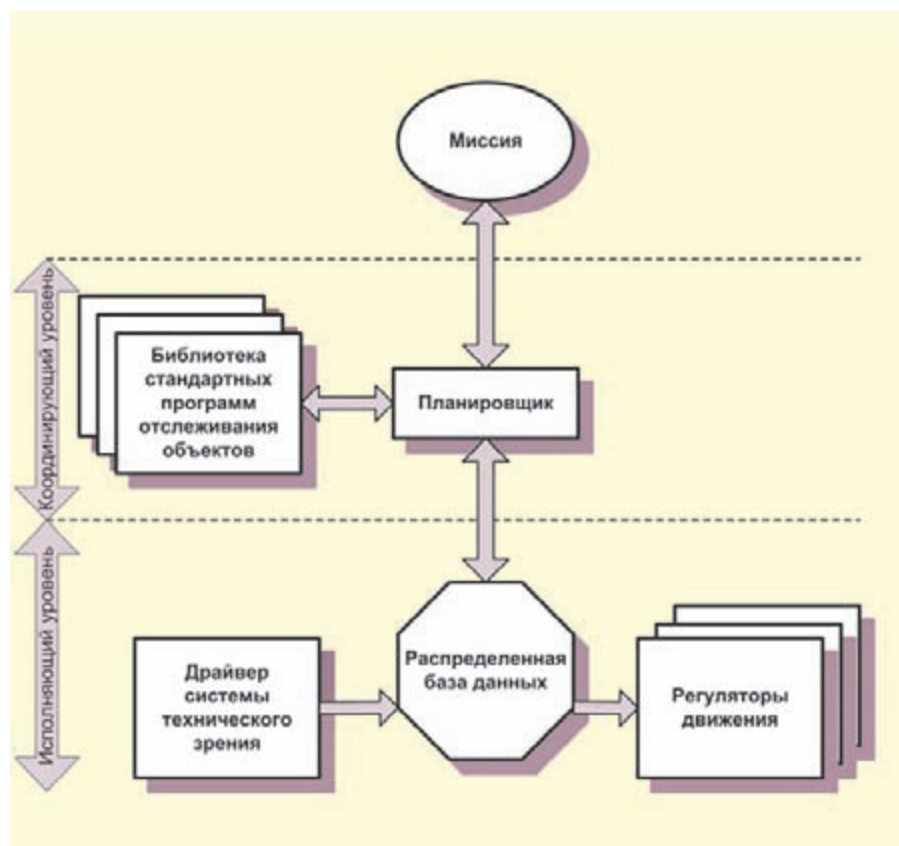 Миссия
Координирующий уровень
Библиотека
стандартных
программ
отслеживания
объектов
Планировщик
Исполняющий уровень
Драйвер
системы
технического
зрения
Распределенная
база данных
Регуляторы
движения